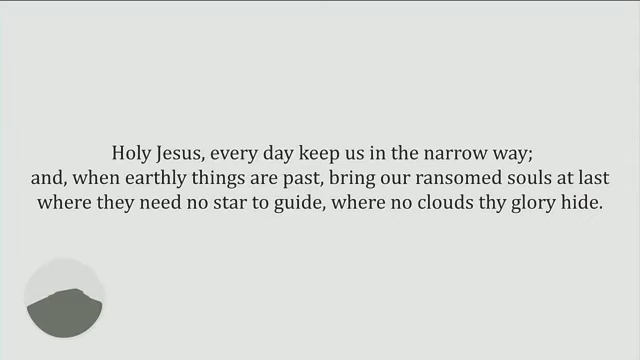 Holy Jesus, every day keep us in the narrow way;
and, when earthly things are past, bring our ransomed souls at last
where they need no star to guide, where no clouds thy glory hide.